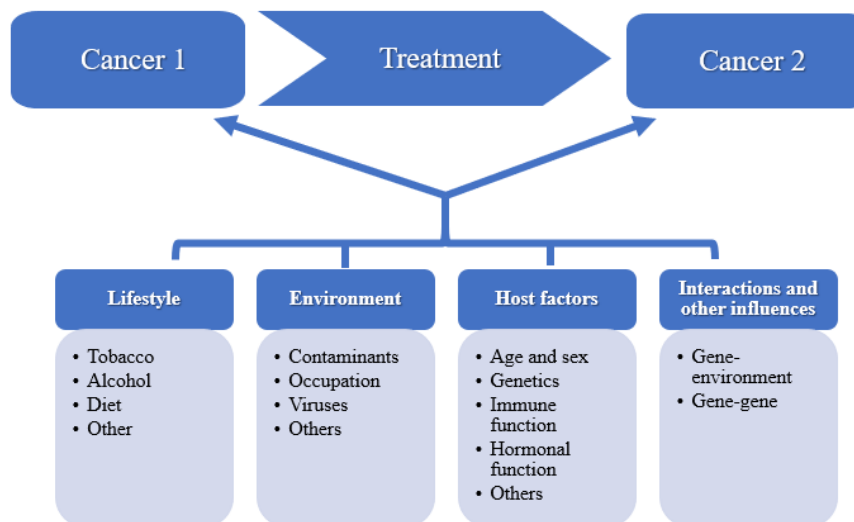 Cancer 1
Treatment
Cancer 2
Lifestyle
• Tobacco
• Alcohol
• Diet
• Other
Environment
• Contaminants
• Occupation
• Viruses
• Others
Host factors
• Age and sex
• Genetics
• Immune
function
• Hormonal
function
• Others
Interactions and
other influences
• Gene-
environment
• Gene-gene